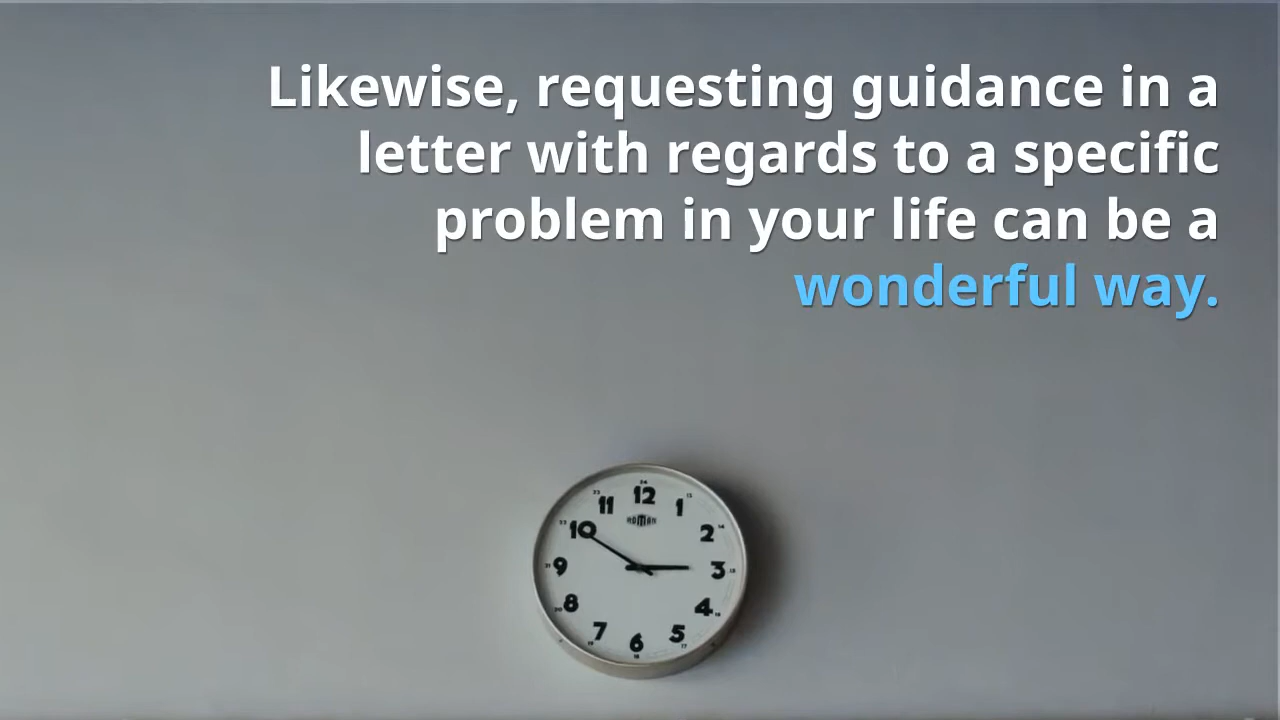 Likewise, requesting guidance in a
letter with regards to a specific
problem in your life can be a
wonderful way.
12
1
2
3
4
5
6
7
8
9
10
11
ROMAN